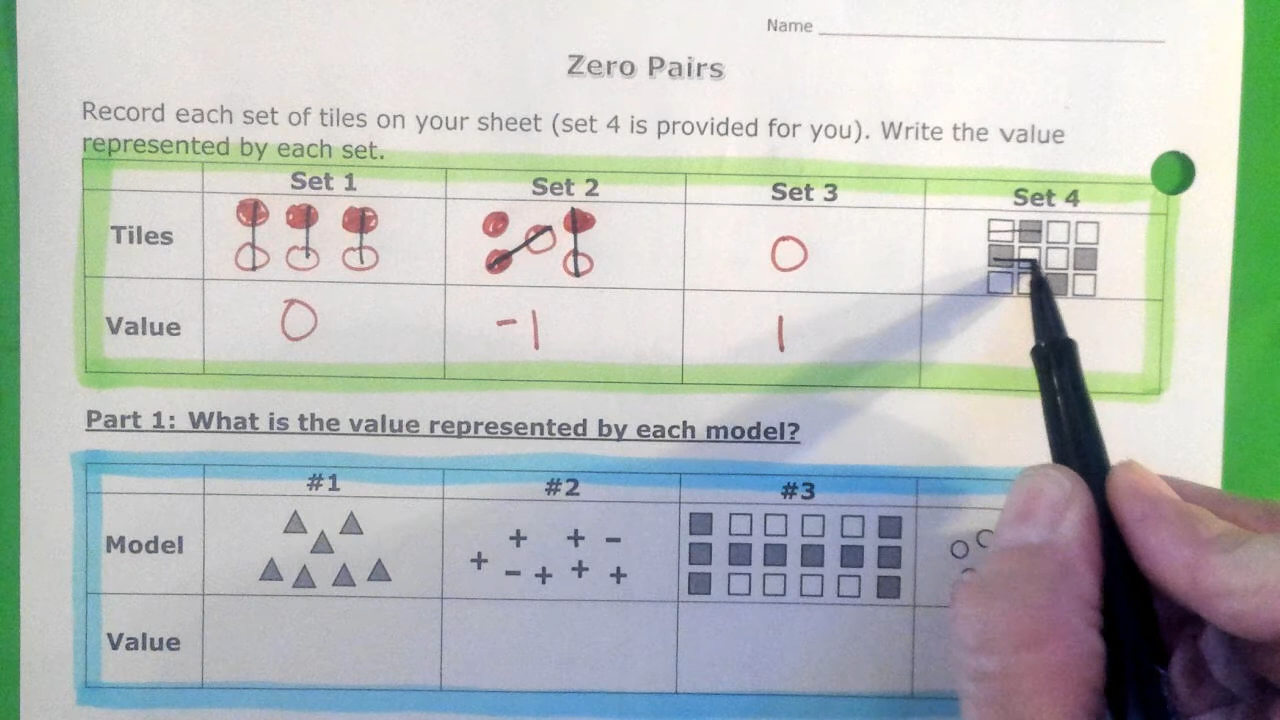 Name
Zero Pairs
Record each set of tiles on your sheet (set 4 is provided for you). Write the value
represented by each set.
Set 1 Set 2 Set 3 Set 4
Tiles
Value 0 -1 1
Part 1: What is the value represented by each model?
#1 #2 #3
Model + + - + - + + +
Value